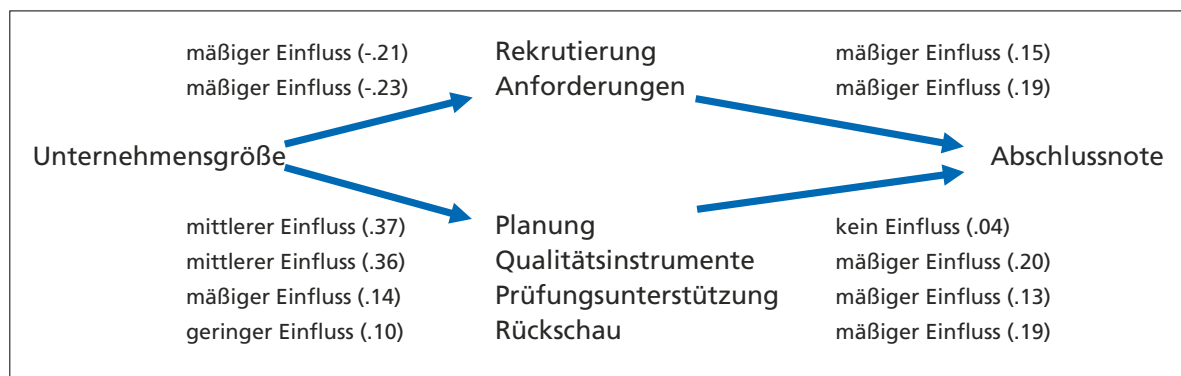 mäßiger Einfluss (-.21) Rekrutierung mäßiger Einfluss (.15)
mäßiger Einfluss (-.23) Anforderungen mäßiger Einfluss (.19)
Unternehmensgröße Abschlussnote
mittlerer Einfluss (.37) Planung kein Einfluss (.04)
mittlerer Einfluss (.36) Qualitätsinstrumente mäßiger Einfluss (.20)
mäßiger Einfluss (.14) Prüfungsunterstützung mäßiger Einfluss (.13)
geringer Einfluss (.10) Rückschau mäßiger Einfluss (.19)